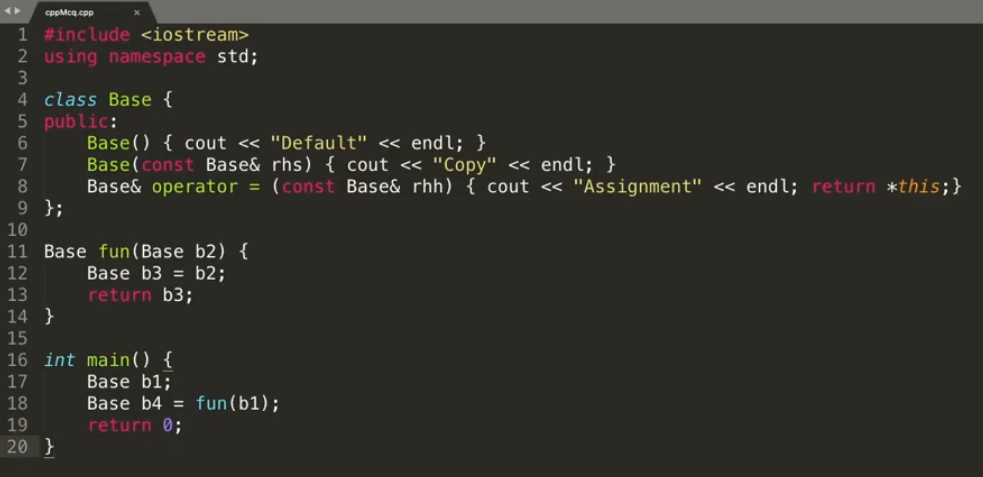 cppMcq.cpp ×
1 #include <iostream>
2 using namespace std;
3
4 class Base {
5 public:
6     Base() { cout << "Default" << endl; }
7     Base(const Base& rhs) { cout << "Copy" << endl; }
8     Base& operator = (const Base& rhh) { cout << "Assignment" << endl; return *this;}
9 };
10
11 Base fun(Base b2) {
12     Base b3 = b2;
13     return b3;
14 }
15
16 int main() {
17     Base b1;
18     Base b4 = fun(b1);
19     return 0;
20 }